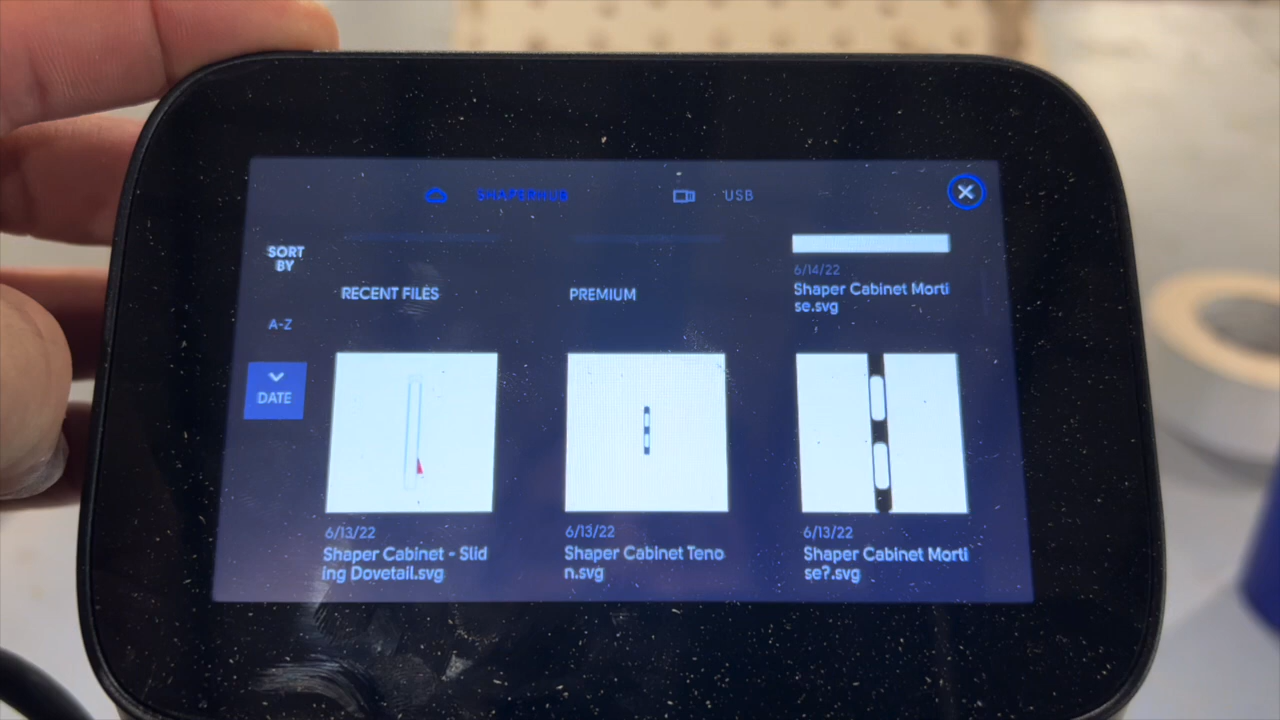 SHAPERHUB
USB
SORT
BY
A-Z
DATE
RECENT FILES
PREMIUM
6/14/22
Shaper Cabinet Morti
se.svg
6/13/22
Shaper Cabinet - Slid
ing Dovetail.svg
6/13/22
Shaper Cabinet Teno
n.svg
6/13/22
Shaper Cabinet Morti
se?.svg